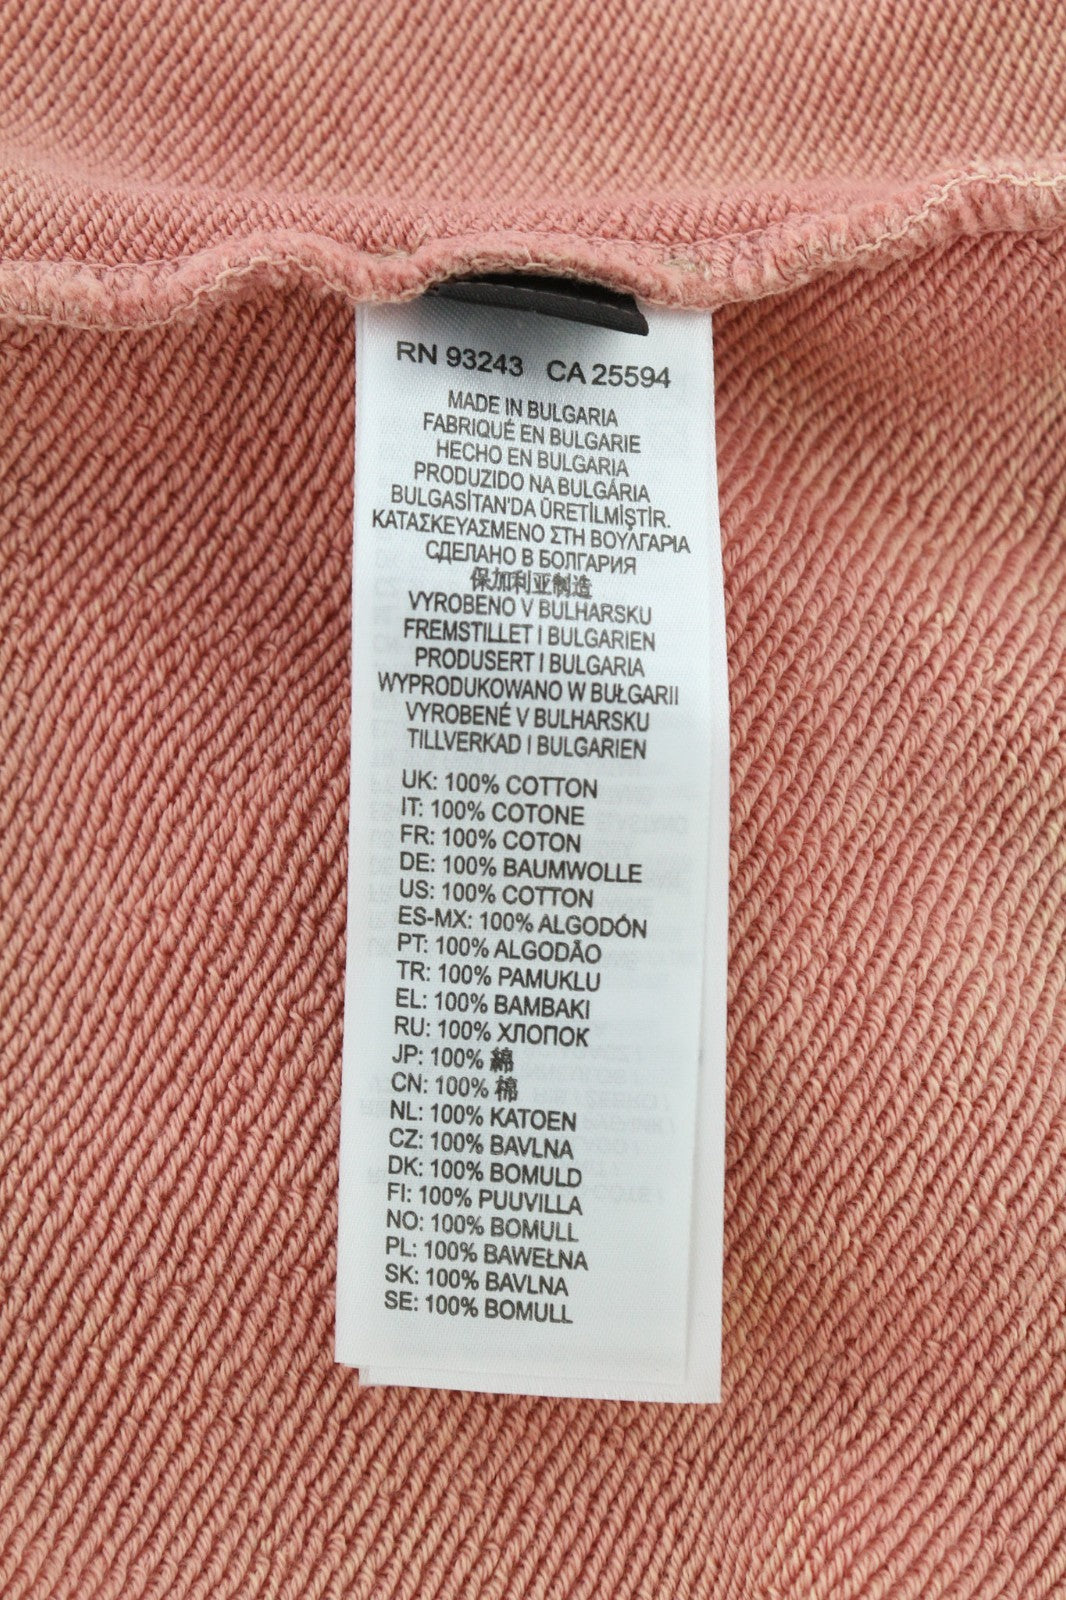 RN 93243 CA 25594
MADE IN BULGARIA
FABRIQUÉ EN BULGARIE
HECHO EN BULGARIA
PRODUZIDO NA BULGÁRIA
BULGASİTAN'DA ÜRETİLMİŞTİR.
ΚΑΤΑΣΚΕΥΑΣΜΕΝΟ ΣΤΗ ΒΟΥΛΓΑΡΙΑ
СДЕЛАНО В БОЛГАРИЯ
保加利亚制造
VYROBENO V BULHARSKU
FREMSTILLET I BULGARIEN
PRODUSERT I BULGARIA
WYPRODUKOWANO W BUŁGARII
VYROBENÉ V BULHARSKU
TILLVERKAD I BULGARIEN
UK: 100% COTTON
IT: 100% COTONE
FR: 100% COTON
DE: 100% BAUMWOLLE
US: 100% COTTON
ES-MX: 100% ALGODÓN
PT: 100% ALGODÃO
TR: 100% PAMUKLU
EL: 100% ΒΑΜΒΑΚΙ
RU: 100% ХЛОПОК
JP: 100% 綿
CN: 100% 棉
NL: 100% KATOEN
CZ: 100% BAVLNA
DK: 100% BOMULD
FI: 100% PUUVILLA
NO: 100% BOMULL
PL: 100% BAWEŁNA
SK: 100% BAVLNA
SE: 100% BOMULL